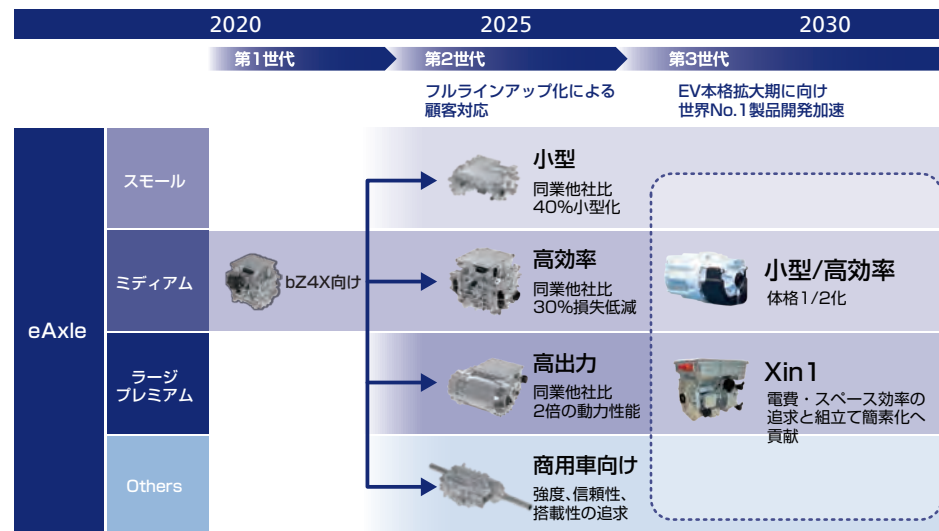 2020
2025
2030
第1世代
第2世代
第3世代
フルラインアップ化による
顧客対応
EV本格拡大期に向け
世界No.1製品開発加速
eAxle
スモール
小型
同業他社比
40%小型化
ミディアム
bZ4X向け
高効率
同業他社比
30%損失低減
小型/高効率
体格1/2化
ラージ
プレミアム
高出力
同業他社比
2倍の動力性能
Xin1
電費・スペース効率の
追求と組立て簡素化へ
貢献
Others
商用車向け
強度、信頼性、
搭載性の追求